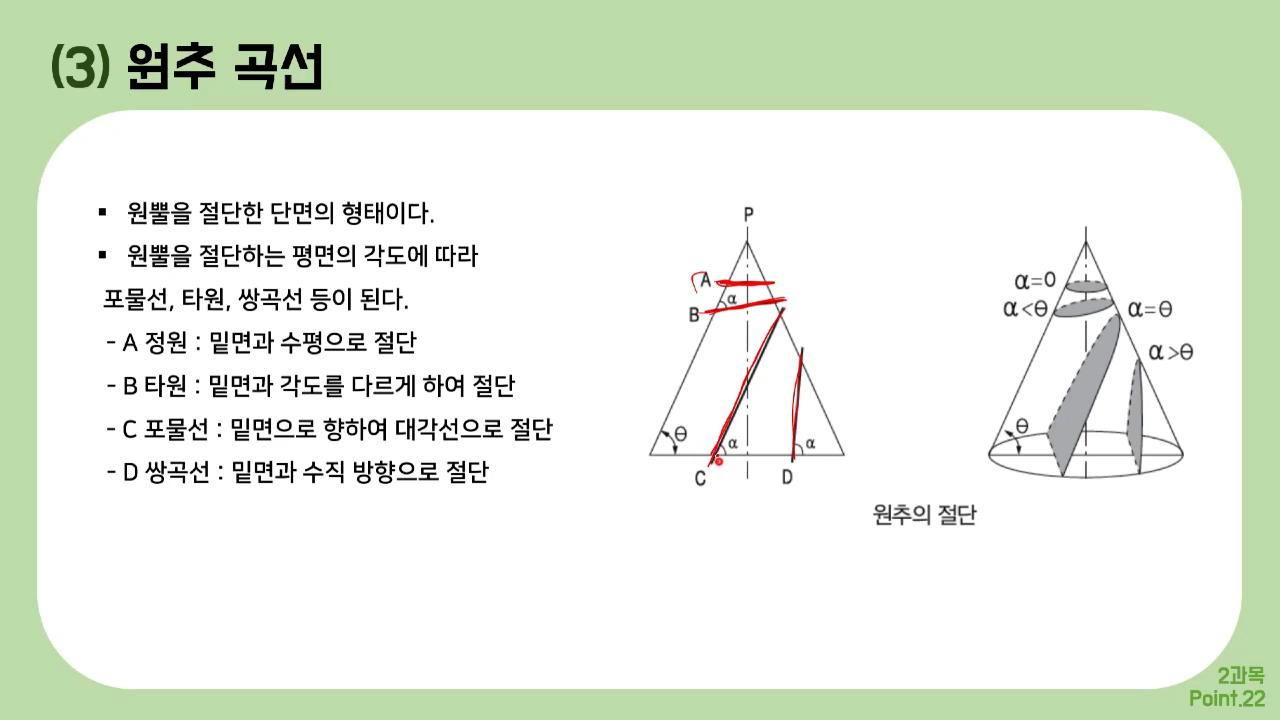 (3) 원추 곡선
▪ 원뿔을 절단한 단면의 형태이다.
▪ 원뿔을 절단하는 평면의 각도에 따라
포물선, 타원, 쌍곡선 등이 된다.
- A 정원 : 밑면과 수평으로 절단
- B 타원 : 밑면과 각도를 다르게 하여 절단
- C 포물선 : 밑면으로 향하여 대각선으로 절단
- D 쌍곡선 : 밑면과 수직 방향으로 절단
P
A
α
B
θ
α
α
C
D
α=0
α<θ
α=θ
α>θ
θ
원추의 절단
2과목
Point.22